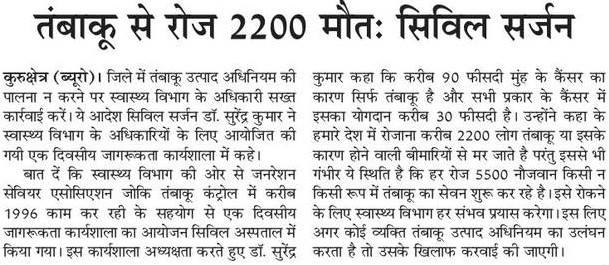 तंबाकू से रोज 2200 मौतः सिविल सर्जन
कुरुक्षेत्र (ब्यूरो)। जिले में तंबाकू उत्पाद अधिनियम की
पालना न करने पर स्वास्थ्य विभाग के अधिकारी सख्त
कार्रवाई करें। ये आदेश सिविल सर्जन डॉ. सुरेंद्र कुमार ने
स्वास्थ्य विभाग के अधिकारियों के लिए आयोजित की
गयी एक दिवसीय जागरूकता कार्यशाला में कहे।
बात दें कि स्वास्थ्य विभाग की ओर से जनरेशन
सेवियर एसोसिएशन जोकि तंबाकू कंट्रोल में करीब
1996 काम कर रही के सहयोग से एक दिवसीय
जागरूकता कार्यशाला का आयोजन सिविल अस्पताल में
किया गया। इस कार्यशाला अध्यक्षता करते हुए डॉ. सुरेंद्र
कुमार कहा कि करीब 90 फीसदी मुंह के कैंसर का
कारण सिर्फ तंबाकू है और सभी प्रकार के कैंसर में
इसका योगदान करीब 30 फीसदी है। उन्होंने कहा के
हमारे देश में रोजाना करीब 2200 लोग तंबाकू या इसके
कारण होने वाली बीमारियों से मर जाते है परंतु इससे भी
गंभीर ये स्थिति है कि हर रोज 5500 नौजवान किसी न
किसी रूप में तंबाकू का सेवन शुरू कर रहे है। इसे रोकने
के लिए स्वास्थ्य विभाग हर संभव प्रयास करेगा। इस लिए
अगर कोई व्यक्ति तंबाकू उत्पाद अधिनियम का उलंघन
करता है तो उसके खिलाफ करवाई की जाएगी।